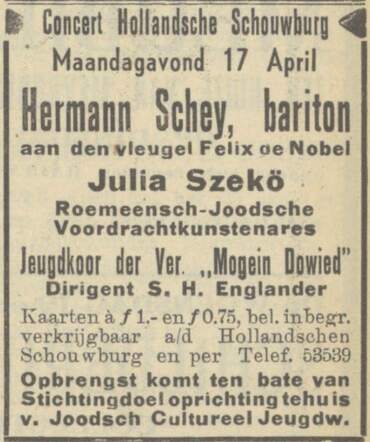 Concert Hollandsche Schouwburg
Maandagavond 17 April
Hermann Schey, bariton
aan den vleugel Felix de Nobel
Julia Szekö
Roemeensch-Joodsche
Voordrachtkunstenares
Jeugdkoor der Ver. „Mogein Dowied"
Dirigent S. H. Englander
Kaarten à ƒ 1.- en ƒ 0.75, bel. inbegr.
verkrijgbaar a/d Hollandschen
Schouwburg en per Telef. 53539
Opbrengst komt ten bate van
Stichtingdoel oprichting tehuis
v. Joodsch Cultureel Jeugdw.